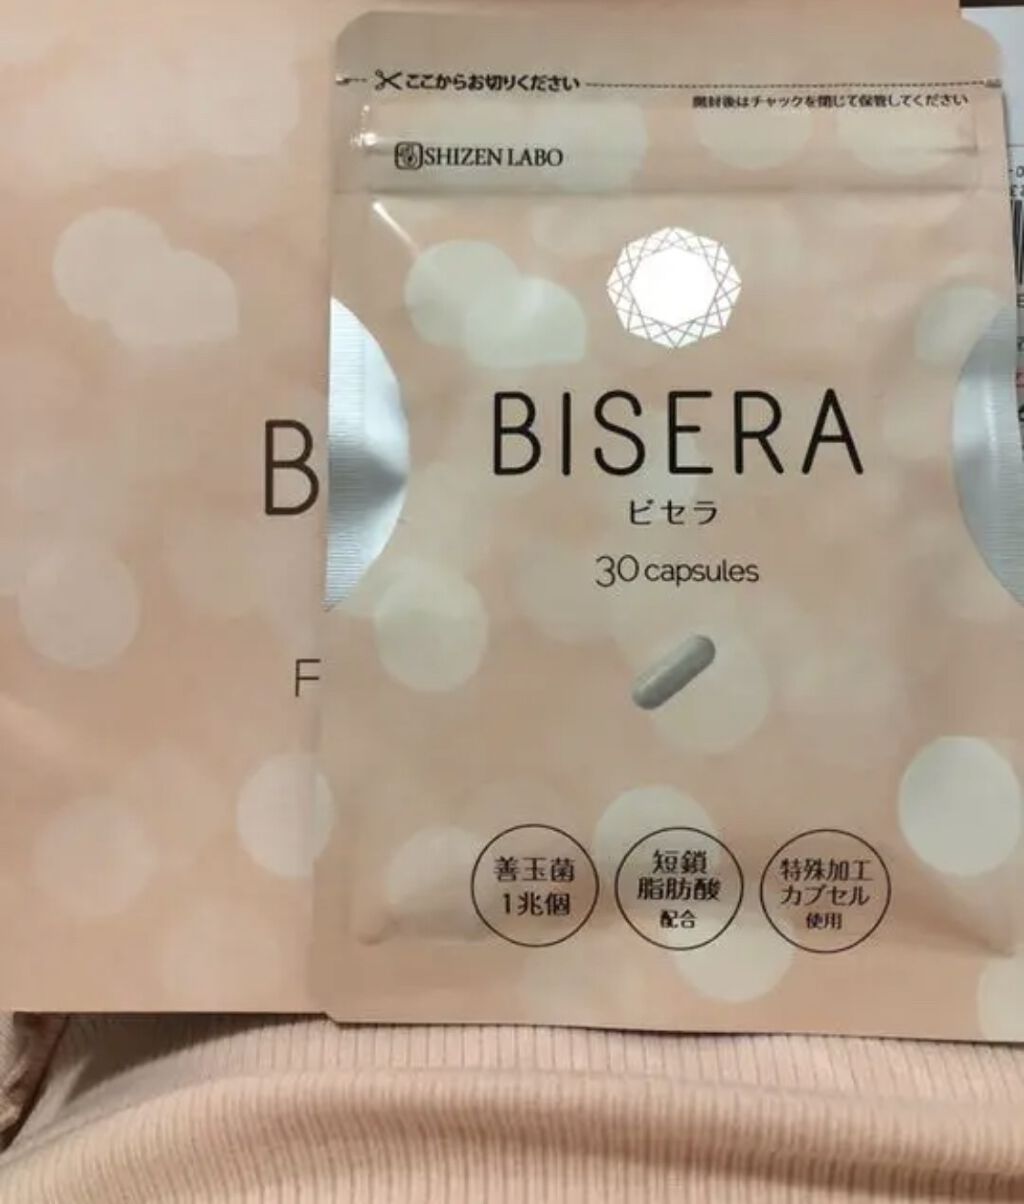 ここからお切りください
開封後はチャックを閉じて保管してください
SHIZEN LABO
BISERA
ビセラ
30 capsules
善玉菌
1兆個
短鎖
脂肪酸
配合
特殊加工
カプセル
使用
B
F